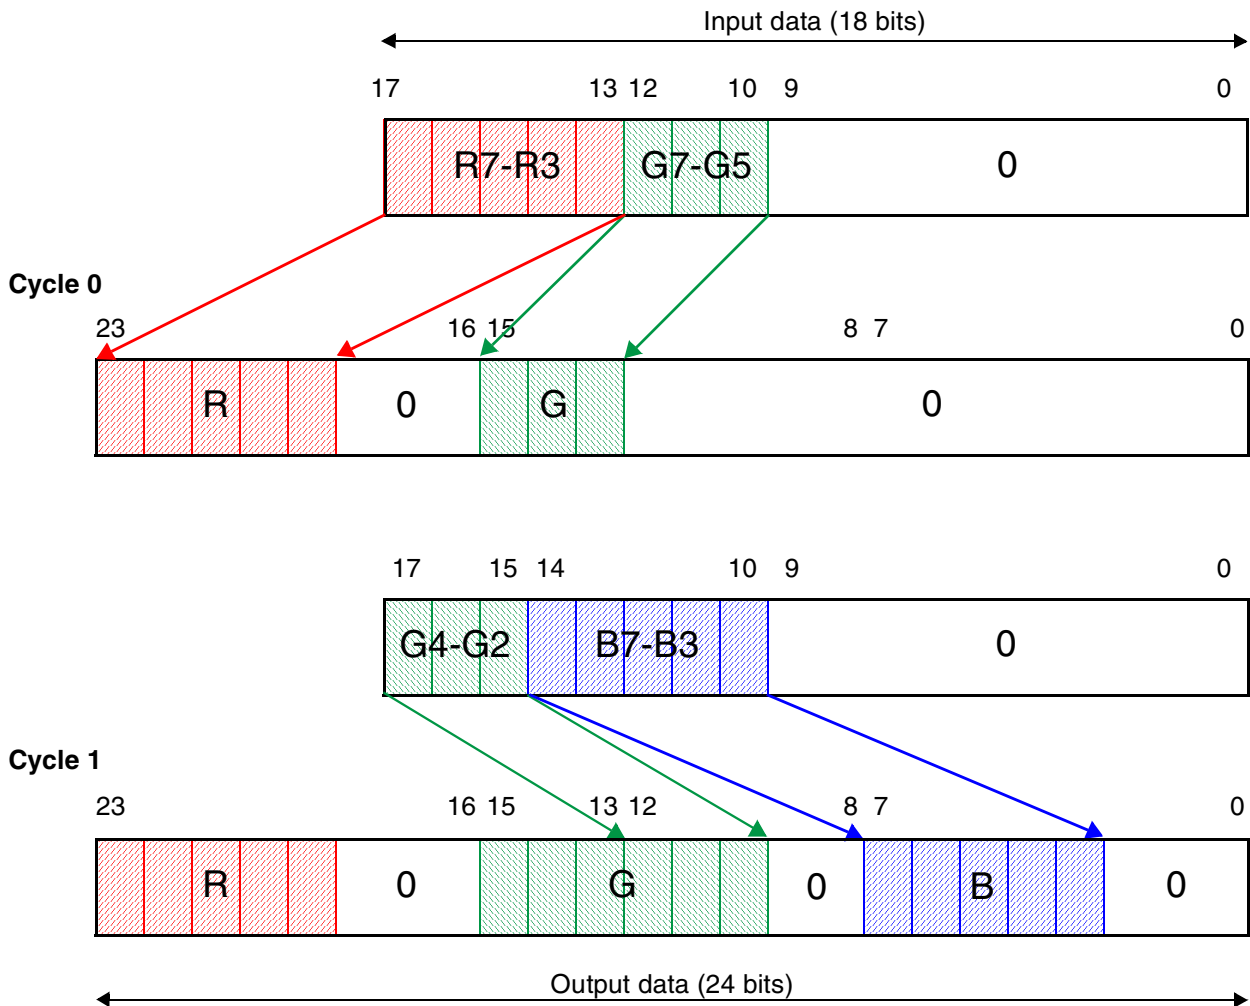 Input data (18 bits)
17 13 12 10 9 0
R7-R3 G7-G5 0
Cycle 0
23 16 15 8 7 0
R 0 G 0
17 15 14 10 9 0
G4-G2 B7-B3 0
Cycle 1
23 16 15 13 12 8 7 0
R 0 G 0 B 0
Output data (24 bits)